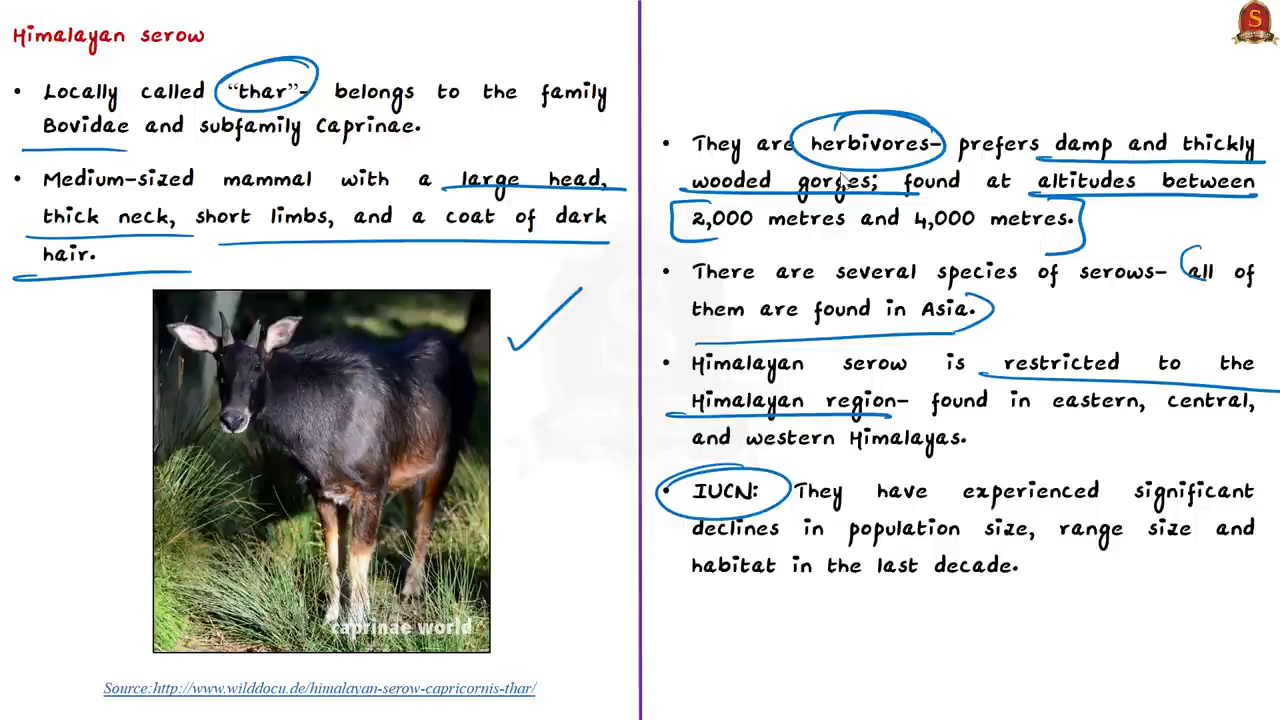 Himalayan serow
• Locally called “thar”- belongs to the family
Bovidae and subfamily Caprinae.
• Medium-sized mammal with a large head,
thick neck, short limbs, and a coat of dark
hair.
caprinae world
Source:http://www.wilddocu.de/himalayan-serow-capricornis-thar/
• They are herbivores- prefers damp and thickly
wooded gorges; found at altitudes between
2,000 metres and 4,000 metres.
• There are several species of serows- all of
them are found in Asia.
• Himalayan serow is restricted to the
Himalayan region- found in eastern, central,
and western Himalayas.
• IUCN: They have experienced significant
declines in population size, range size and
habitat in the last decade.
S